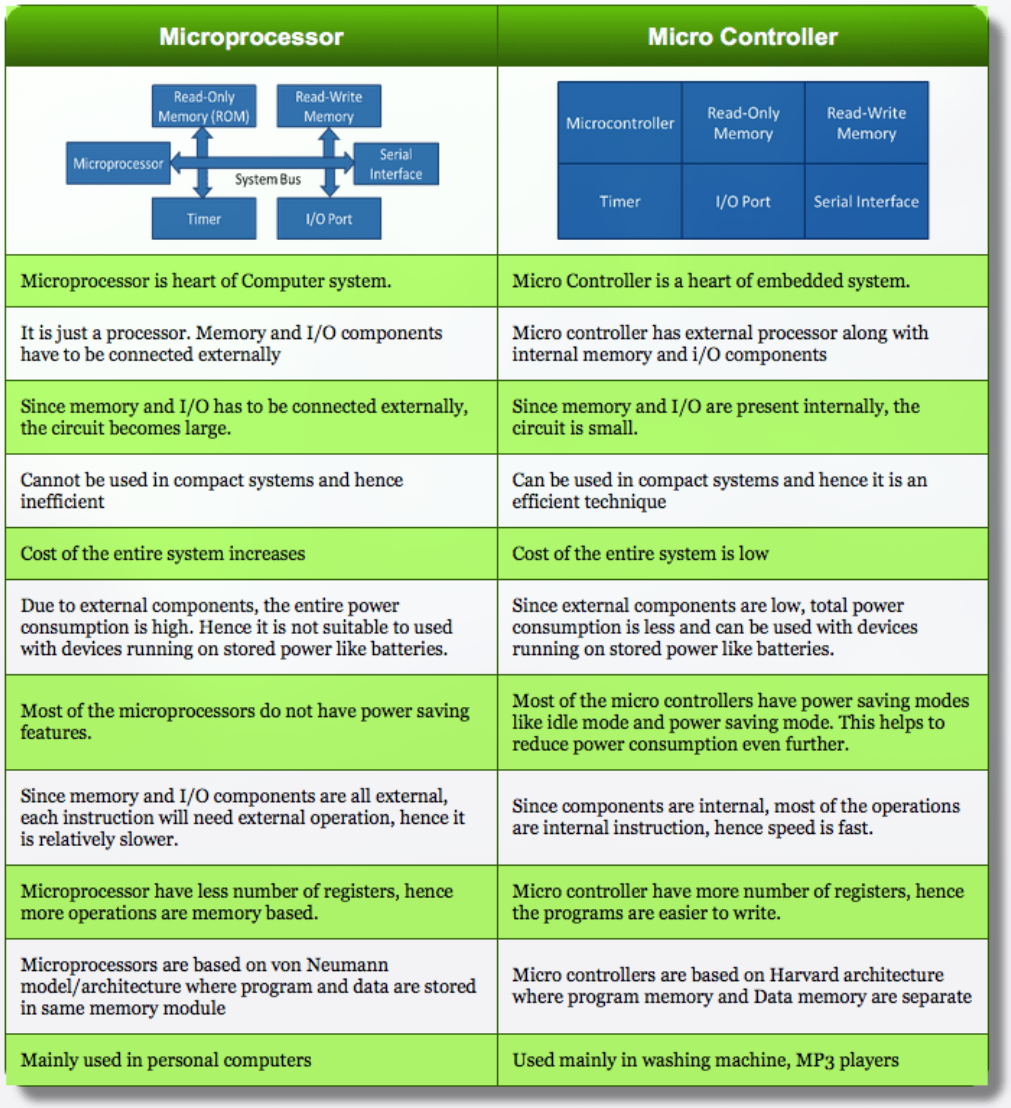 Microprocessor
Micro Controller
Read-Only
Memory (ROM)
Read-Write
Memory
Microprocessor
System Bus
Serial
Interface
Timer
I/O Port
Microcontroller
Read-Only
Memory
Read-Write
Memory
Timer
I/O Port
Serial Interface
Microprocessor is heart of Computer system.
Micro Controller is a heart of embedded system.
It is just a processor. Memory and I/O components
have to be connected externally
Micro controller has external processor along with
internal memory and i/O components
Since memory and I/O has to be connected externally,
the circuit becomes large.
Since memory and I/O are present internally, the
circuit is small.
Cannot be used in compact systems and hence
inefficient
Can be used in compact systems and hence it is an
efficient technique
Cost of the entire system increases
Cost of the entire system is low
Due to external components, the entire power
consumption is high. Hence it is not suitable to used
with devices running on stored power like batteries.
Since external components are low, total power
consumption is less and can be used with devices
running on stored power like batteries.
Most of the microprocessors do not have power saving
features.
Most of the micro controllers have power saving modes
like idle mode and power saving mode. This helps to
reduce power consumption even further.
Since memory and I/O components are all external,
each instruction will need external operation, hence it
is relatively slower.
Since components are internal, most of the operations
are internal instruction, hence speed is fast.
Microprocessor have less number of registers, hence
more operations are memory based.
Micro controller have more number of registers, hence
the programs are easier to write.
Microprocessors are based on von Neumann
model/architecture where program and data are stored
in same memory module
Micro controllers are based on Harvard architecture
where program memory and Data memory are separate
Mainly used in personal computers
Used mainly in washing machine, MP3 players